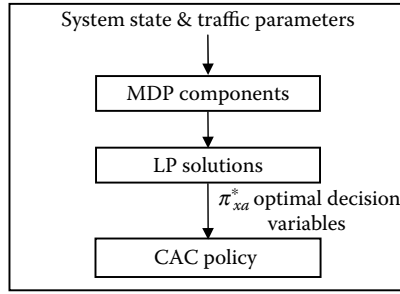 System state & traffic parameters
MDP components
LP solutions
π*xa optimal decision
variables
CAC policy